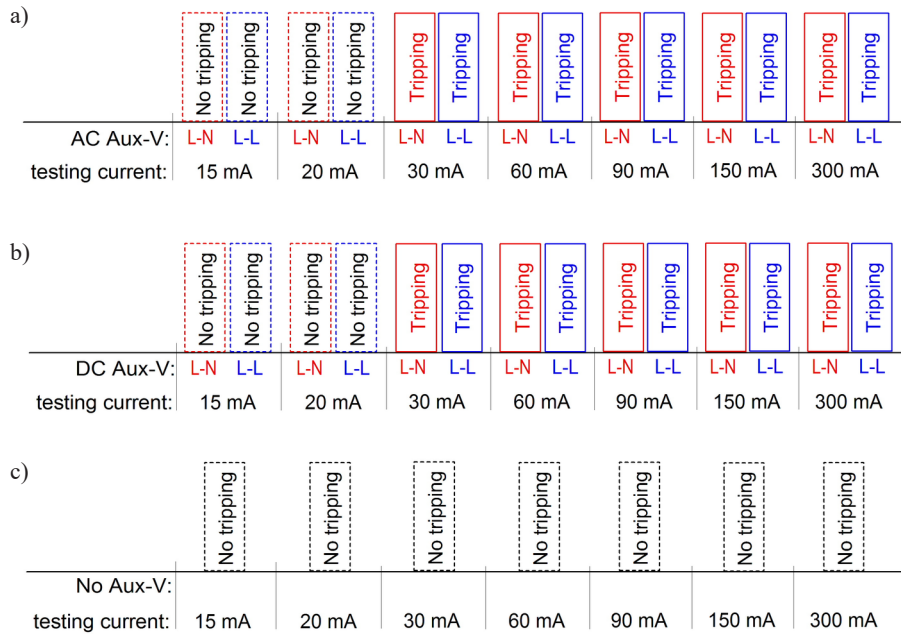 a)
No tripping No tripping No tripping No tripping Tripping Tripping Tripping Tripping Tripping Tripping Tripping Tripping Tripping Tripping
AC Aux-V: L-N L-L L-N L-L L-N L-L L-N L-L L-N L-L L-N L-L L-N L-L
testing current: 15 mA 20 mA 30 mA 60 mA 90 mA 150 mA 300 mA
b)
No tripping No tripping No tripping No tripping Tripping Tripping Tripping Tripping Tripping Tripping Tripping Tripping Tripping Tripping
DC Aux-V: L-N L-L L-N L-L L-N L-L L-N L-L L-N L-L L-N L-L L-N L-L
testing current: 15 mA 20 mA 30 mA 60 mA 90 mA 150 mA 300 mA
c)
No tripping No tripping No tripping No tripping No tripping No tripping No tripping
No Aux-V:
testing current: 15 mA 20 mA 30 mA 60 mA 90 mA 150 mA 300 mA